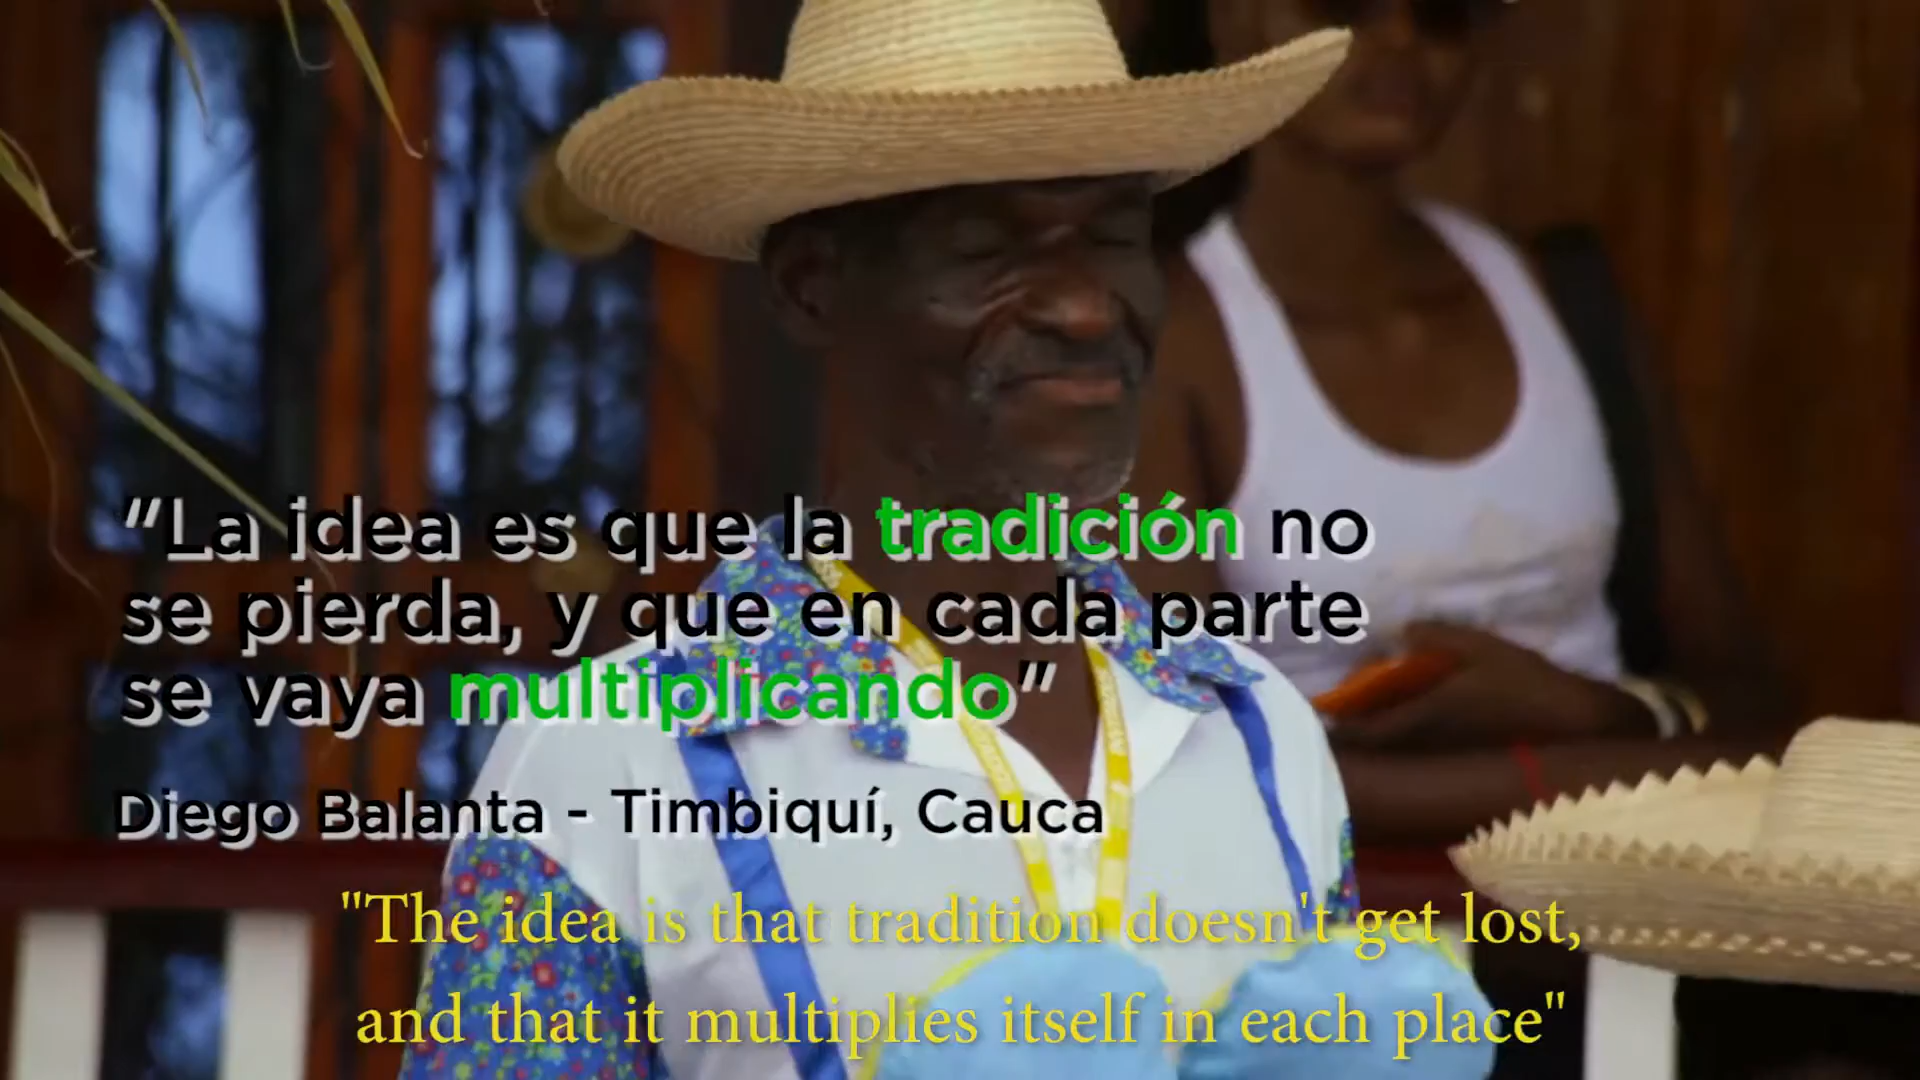 “La idea es que la tradición no
se pierda, y que en cada parte
se vaya multiplicando”
Diego Balanta - Timbiquí, Cauca
"The idea is that tradition doesn't get lost,
and that it multiplies itself in each place"